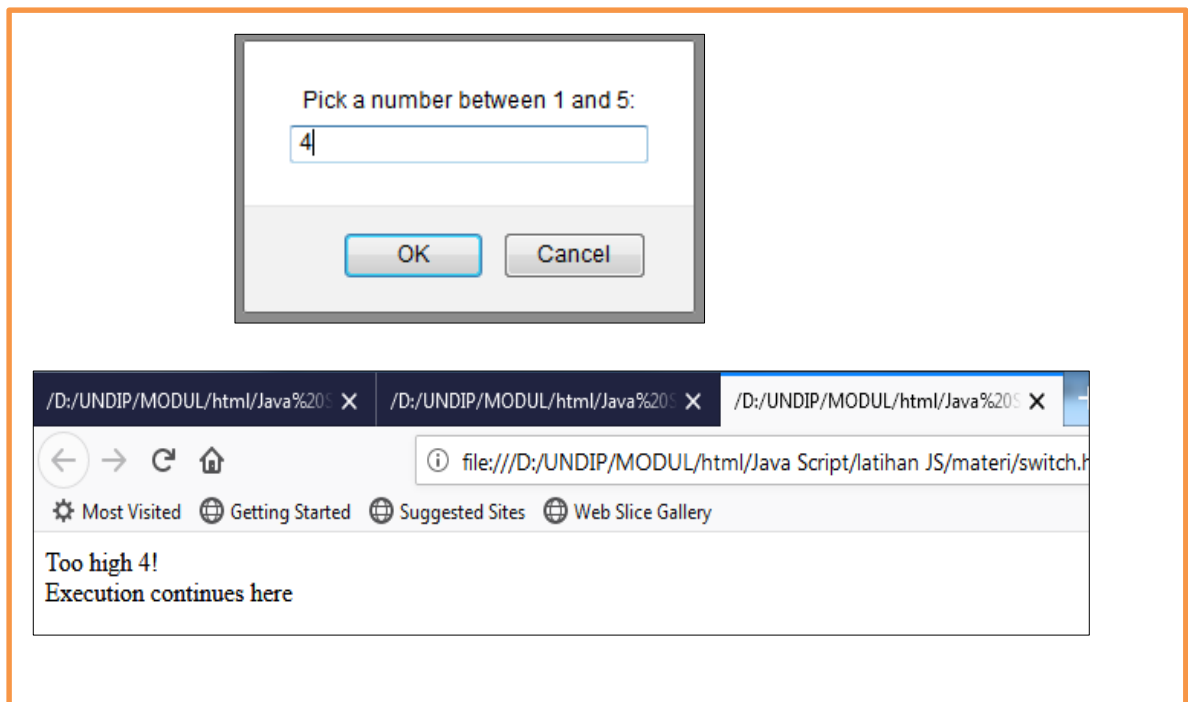 Pick a number between 1 and 5:
4
OK Cancel
/D:/UNDIP/MODUL/html/Java%20S /D:/UNDIP/MODUL/html/Java%20S /D:/UNDIP/MODUL/html/Java%20S
file:///D:/UNDIP/MODUL/html/Java Script/latihan JS/materi/switch.h
Most Visited Getting Started Suggested Sites Web Slice Gallery
Too high 4!
Execution continues here